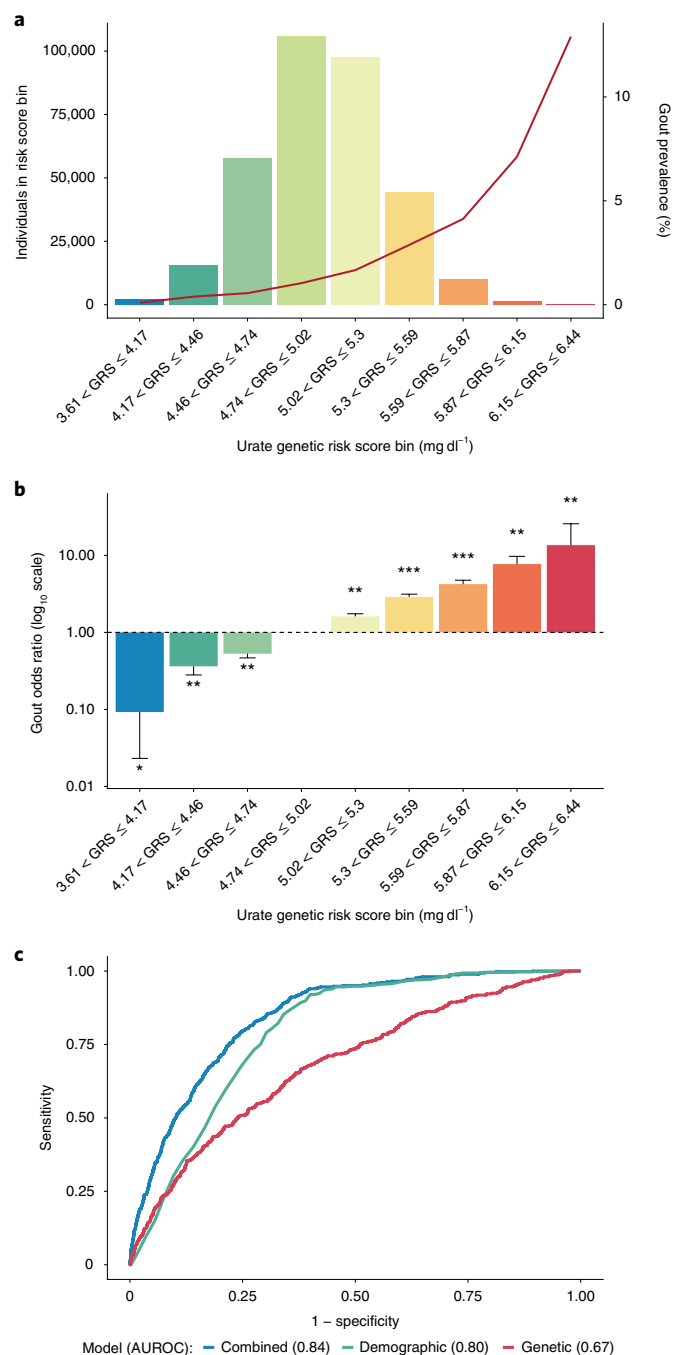 a
100,000
75,000
50,000
25,000
0
Individuals in risk score bin
10
5
0
Gout prevalence (%)
3.61 < GRS ≤ 4.17
4.17 < GRS ≤ 4.46
4.46 < GRS ≤ 4.74
4.74 < GRS ≤ 5.02
5.02 < GRS ≤ 5.3
5.3 < GRS ≤ 5.59
5.59 < GRS ≤ 5.87
5.87 < GRS ≤ 6.15
6.15 < GRS ≤ 6.44
Urate genetic risk score bin (mg dl⁻¹)
b
10.00
1.00
0.10
0.01
Gout odds ratio (log₁₀ scale)
*
**
**
**
***
***
**
**
3.61 < GRS ≤ 4.17
4.17 < GRS ≤ 4.46
4.46 < GRS ≤ 4.74
4.74 < GRS ≤ 5.02
5.02 < GRS ≤ 5.3
5.3 < GRS ≤ 5.59
5.59 < GRS ≤ 5.87
5.87 < GRS ≤ 6.15
6.15 < GRS ≤ 6.44
Urate genetic risk score bin (mg dl⁻¹)
c
1.00
0.75
0.50
0.25
0
Sensitivity
0 0.25 0.50 0.75 1.00
1 − specificity
Model (AUROC): Combined (0.84) Demographic (0.80) Genetic (0.67)